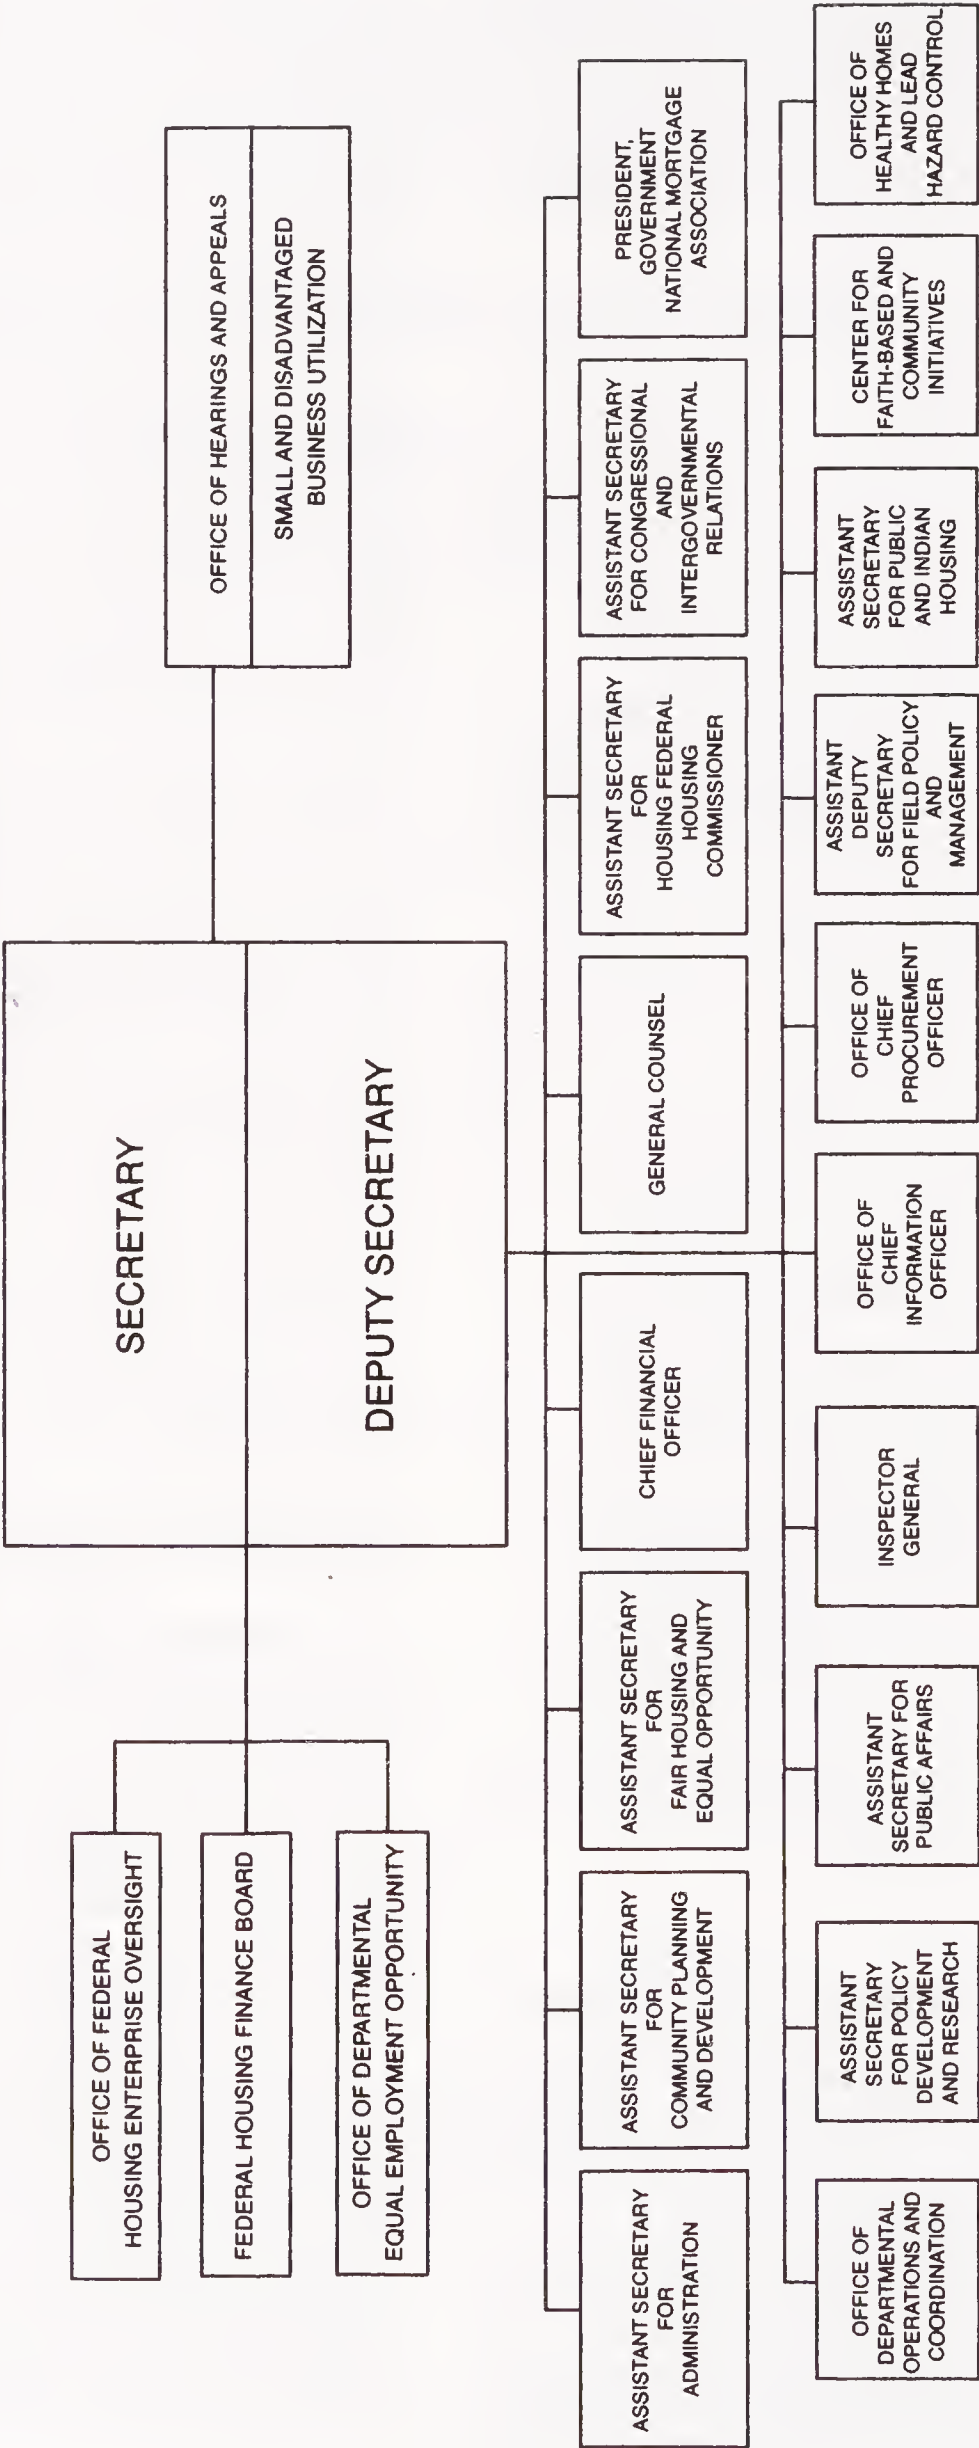 SECRETARY
DEPUTY SECRETARY
OFFICE OF FEDERAL
HOUSING ENTERPRISE OVERSIGHT
FEDERAL HOUSING FINANCE BOARD
OFFICE OF DEPARTMENTAL
EQUAL EMPLOYMENT OPPORTUNITY
OFFICE OF HEARINGS AND APPEALS
SMALL AND DISADVANTAGED
BUSINESS UTILIZATION
ASSISTANT SECRETARY
FOR
ADMINISTRATION
ASSISTANT SECRETARY
FOR
COMMUNITY PLANNING
AND DEVELOPMENT
ASSISTANT SECRETARY
FOR
FAIR HOUSING AND
EQUAL OPPORTUNITY
CHIEF FINANCIAL
OFFICER
GENERAL COUNSEL
ASSISTANT SECRETARY
FOR
HOUSING FEDERAL
HOUSING
COMMISSIONER
ASSISTANT SECRETARY
FOR CONGRESSIONAL
AND
INTERGOVERNMENTAL
RELATIONS
PRESIDENT,
GOVERNMENT
NATIONAL MORTGAGE
ASSOCIATION
OFFICE OF
DEPARTMENTAL
OPERATIONS AND
COORDINATION
ASSISTANT
SECRETARY
FOR POLICY
DEVELOPMENT
AND RESEARCH
ASSISTANT
SECRETARY FOR
PUBLIC AFFAIRS
INSPECTOR
GENERAL
OFFICE OF
CHIEF
INFORMATION
OFFICER
OFFICE OF
CHIEF
PROCUREMENT
OFFICER
ASSISTANT
DEPUTY
SECRETARY
FOR FIELD POLICY
AND
MANAGEMENT
ASSISTANT
SECRETARY
FOR PUBLIC
AND INDIAN
HOUSING
CENTER FOR
FAITH-BASED AND
COMMUNITY
INITIATIVES
OFFICE OF
HEALTHY HOMES
AND LEAD
HAZARD CONTROL